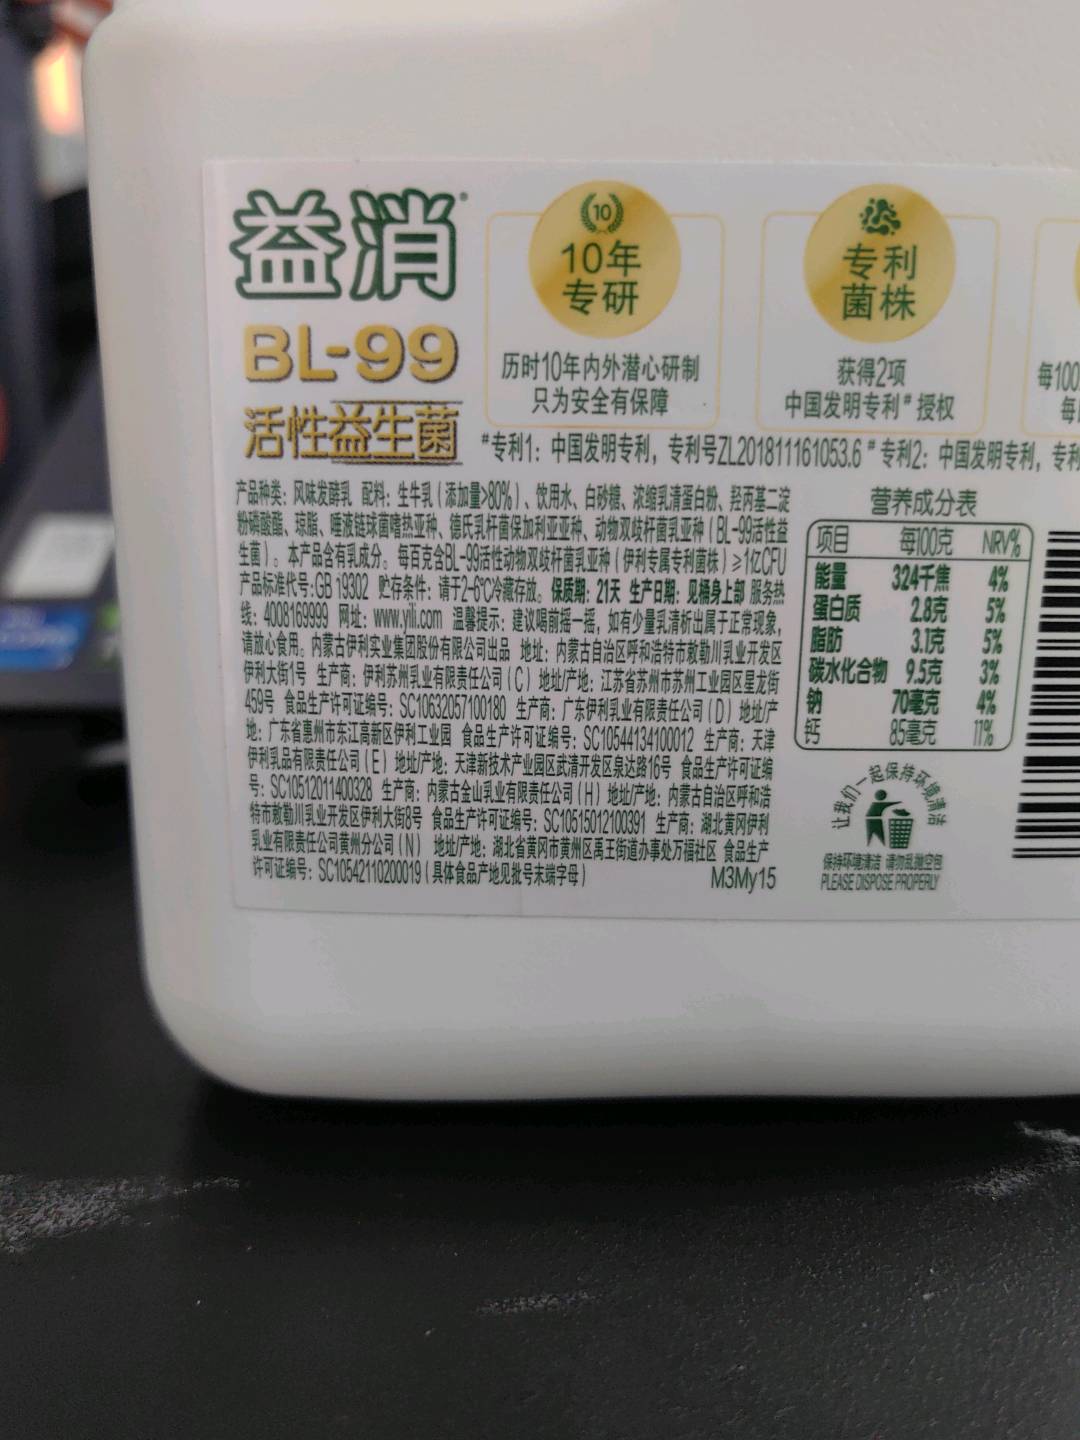 益消
BL-99
活性益生菌
10
10年
专研
历时10年内外潜心研制
只为安全有保障
专利
菌株
获得2项
中国发明专利#授权
每100
每
#专利1：中国发明专利，专利号ZL201811161053.6 #专利2：中国发明专利，专利
产品种类：风味发酵乳 配料：生牛乳（添加量≥80%）、饮用水、白砂糖、浓缩乳清蛋白粉、羟丙基二淀
粉磷酸酯、琼脂、唾液链球菌嗜热亚种、德氏乳杆菌保加利亚亚种、动物双歧杆菌乳亚种（BL-99活性益
生菌）。本产品含有乳成分。每百克含BL-99活性动物双歧杆菌乳亚种（伊利专属专利菌株）≥1亿CFU
产品标准代号：GB 19302 贮存条件：请于2-6℃冷藏存放。保质期：21天 生产日期：见桶身上部 服务热
线：4008169999 网址：www.yili.com 温馨提示：建议喝前摇一摇，如有少量乳清析出属于正常现象，
请放心食用。内蒙古伊利实业集团股份有限公司出品 地址：内蒙古自治区呼和浩特市敕勒川乳业开发区
伊利大街1号 生产商：伊利苏州乳业有限责任公司（C）地址/产地：江苏省苏州市苏州工业园区星龙街
459号 食品生产许可证编号：SC10632057100180 生产商：广东伊利乳业有限责任公司（D）地址/产
地：广东省惠州市东江高新区伊利工业园 食品生产许可证编号：SC10544134100012 生产商：天津
伊利乳品有限责任公司（E）地址/产地：天津新技术产业园区武清开发区泉达路16号 食品生产许可证编
号：SC10512011400328 生产商：内蒙古金山乳业有限责任公司（H）地址/产地：内蒙古自治区呼和浩
特市敕勒川乳业开发区伊利大街8号 食品生产许可证编号：SC10515012100391 生产商：湖北黄冈伊利
乳业有限责任公司黄州分公司（N）地址/产地：湖北省黄冈市黄州区禹王街道办事处万福社区 食品生产
许可证编号：SC10542110200019（具体食品产地见批号末端字母） M3My15
营养成分表
项目 每100克 NRV%
能量 324千焦 4%
蛋白质 2.8克 5%
脂肪 3.1克 5%
碳水化合物 9.5克 3%
钠 70毫克 4%
钙 85毫克 11%
让我们一起保持环境清洁
保持环境清洁 请勿乱抛空包
PLEASE DISPOSE PROPERLY